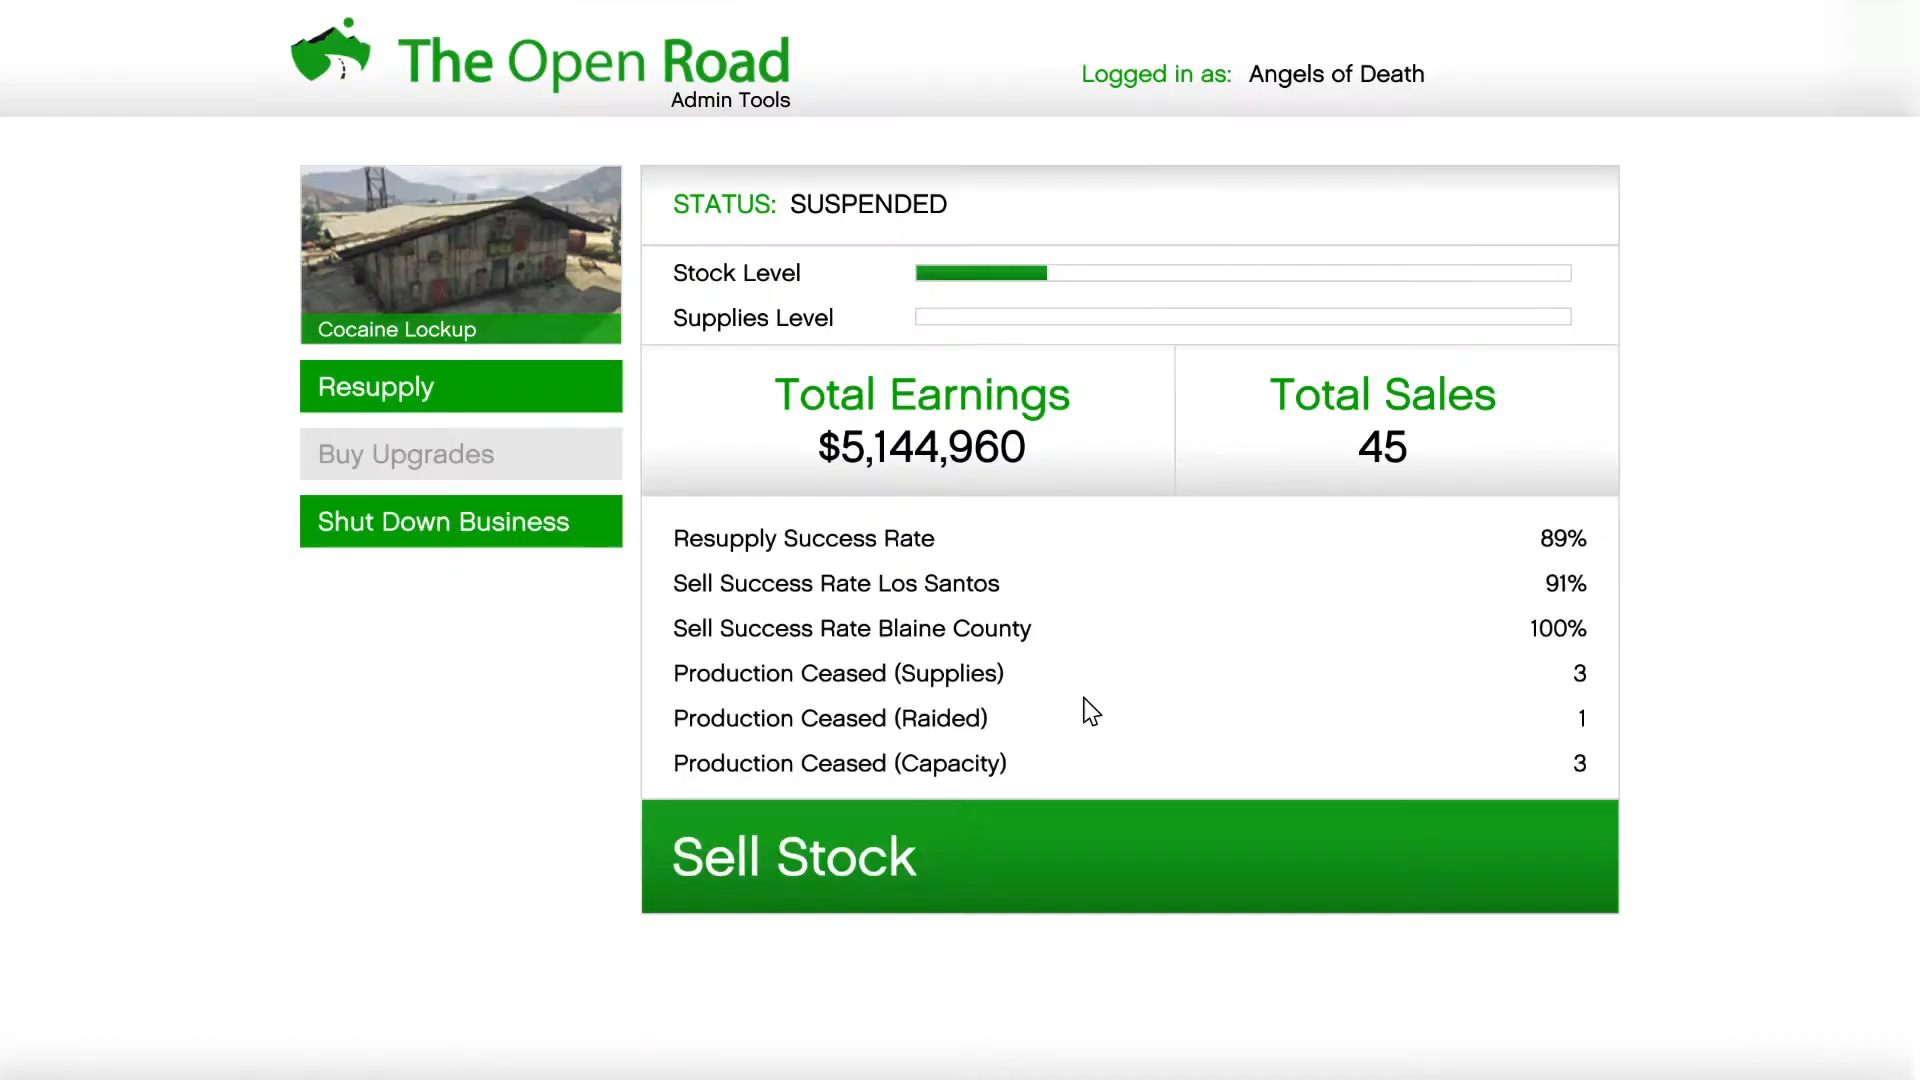 The Open Road
Admin Tools
Logged in as: Angels of Death
Cocaine Lockup
Resupply
Buy Upgrades
Shut Down Business
STATUS: SUSPENDED
Stock Level
Supplies Level
Total Earnings
$5,144,960
Total Sales
45
Resupply Success Rate 89%
Sell Success Rate Los Santos 91%
Sell Success Rate Blaine County 100%
Production Ceased (Supplies) 3
Production Ceased (Raided) 1
Production Ceased (Capacity) 3
Sell Stock